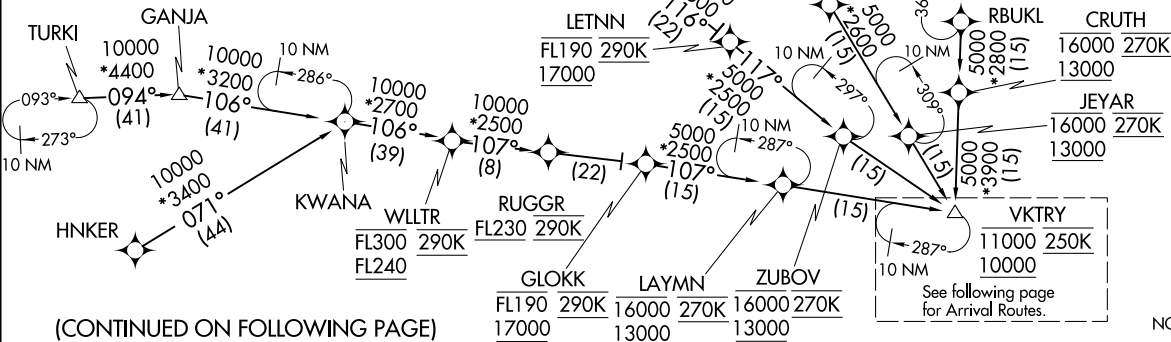 TURKI
GANJA
10000
*4400
094°
(41)
093°
273°
10 NM
10000
*3200
106°
(41)
10 NM
286°
10000
*3400
071°
(44)
HNKER
KWANA
10000
*2700
106°
(39)
10000
*2500
107°
(8)
WLLTR
FL300 290K
FL240
RUGGR
FL230 290K
(22)
LETNN
FL190 290K
17000
116°
(22)
117°
5000
*2500
(15)
5000
*2500
107°
(15)
10 NM
287°
GLOKK
FL190 290K
17000
LAYMN
16000 270K
13000
ZUBOV
16000 270K
13000
(15)
10 NM
297°
(15)
5000
*2600
(15)
10 NM
309°
(15)
RBUKL
5000
*2800
(15)
CRUTH
16000 270K
13000
JEYAR
16000 270K
13000
5000
*3900
(15)
287°
10 NM
VKTRY
11000 250K
10000
See following page
for Arrival Routes.
(CONTINUED ON FOLLOWING PAGE)